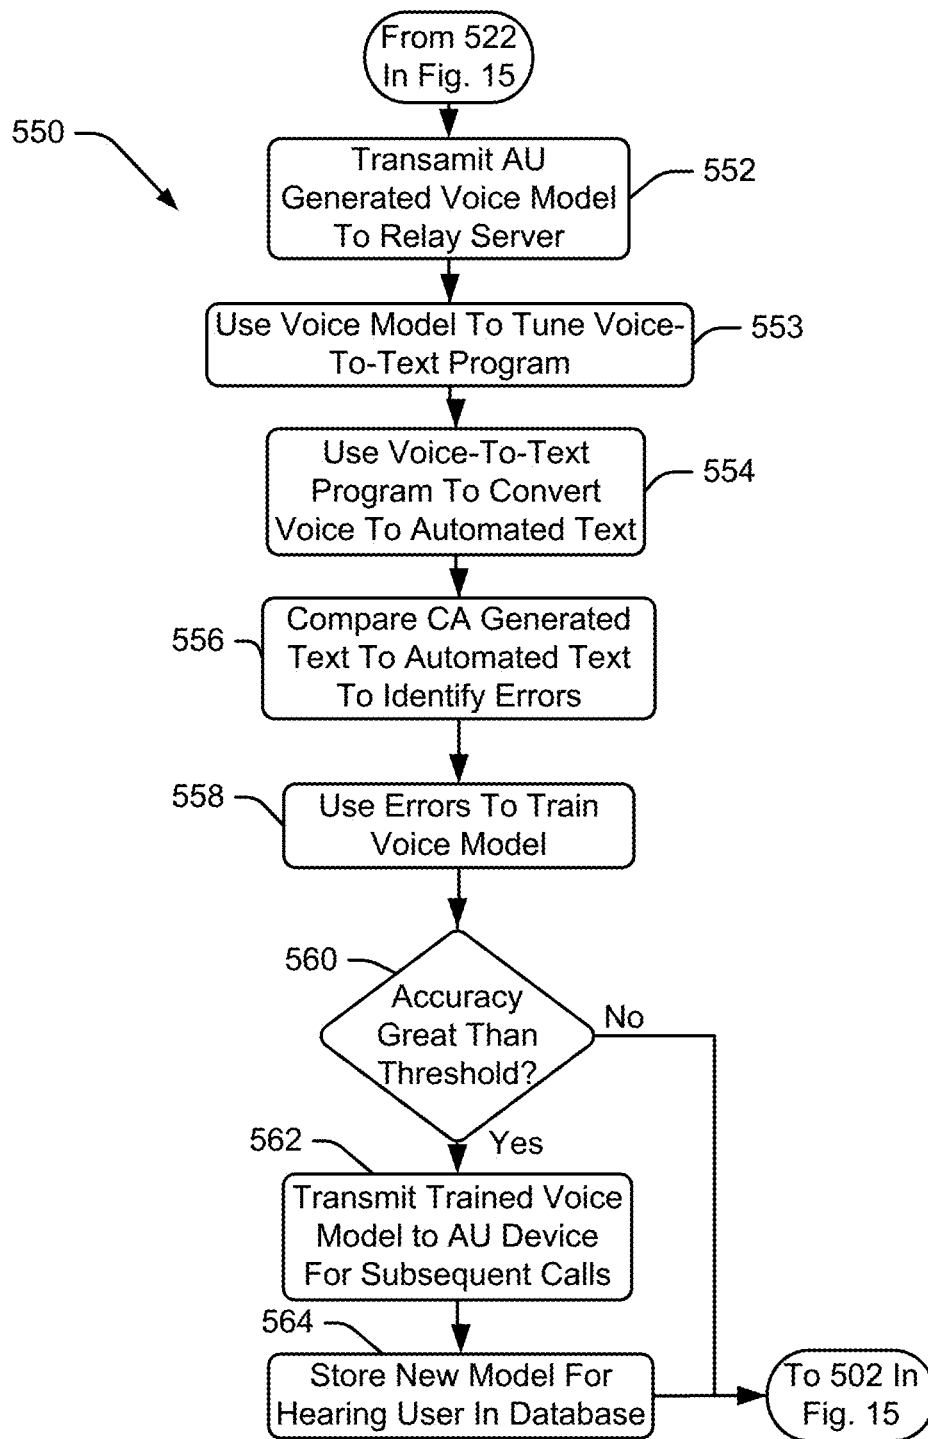 From 522
In Fig. 15
550
Transamit AU
Generated Voice Model
To Relay Server
552
Use Voice Model To Tune Voice-
To-Text Program
553
Use Voice-To-Text
Program To Convert
Voice To Automated Text
554
556
Compare CA Generated
Text To Automated Text
To Identify Errors
558
Use Errors To Train
Voice Model
560
Accuracy
Great Than
Threshold?
No
Yes
562
Transmit Trained Voice
Model to AU Device
For Subsequent Calls
564
Store New Model For
Hearing User In Database
To 502 In
Fig. 15